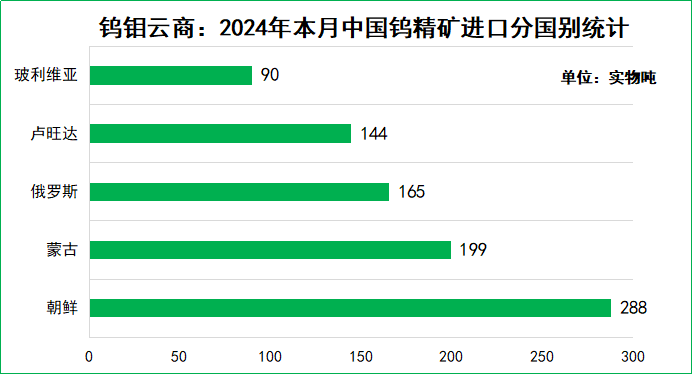 钨钼云商：2024年本月中国钨精矿进口分国别统计
单位：实物吨
玻利维亚 90
卢旺达 144
俄罗斯 165
蒙古 199
朝鲜 288
0 50 100 150 200 250 300